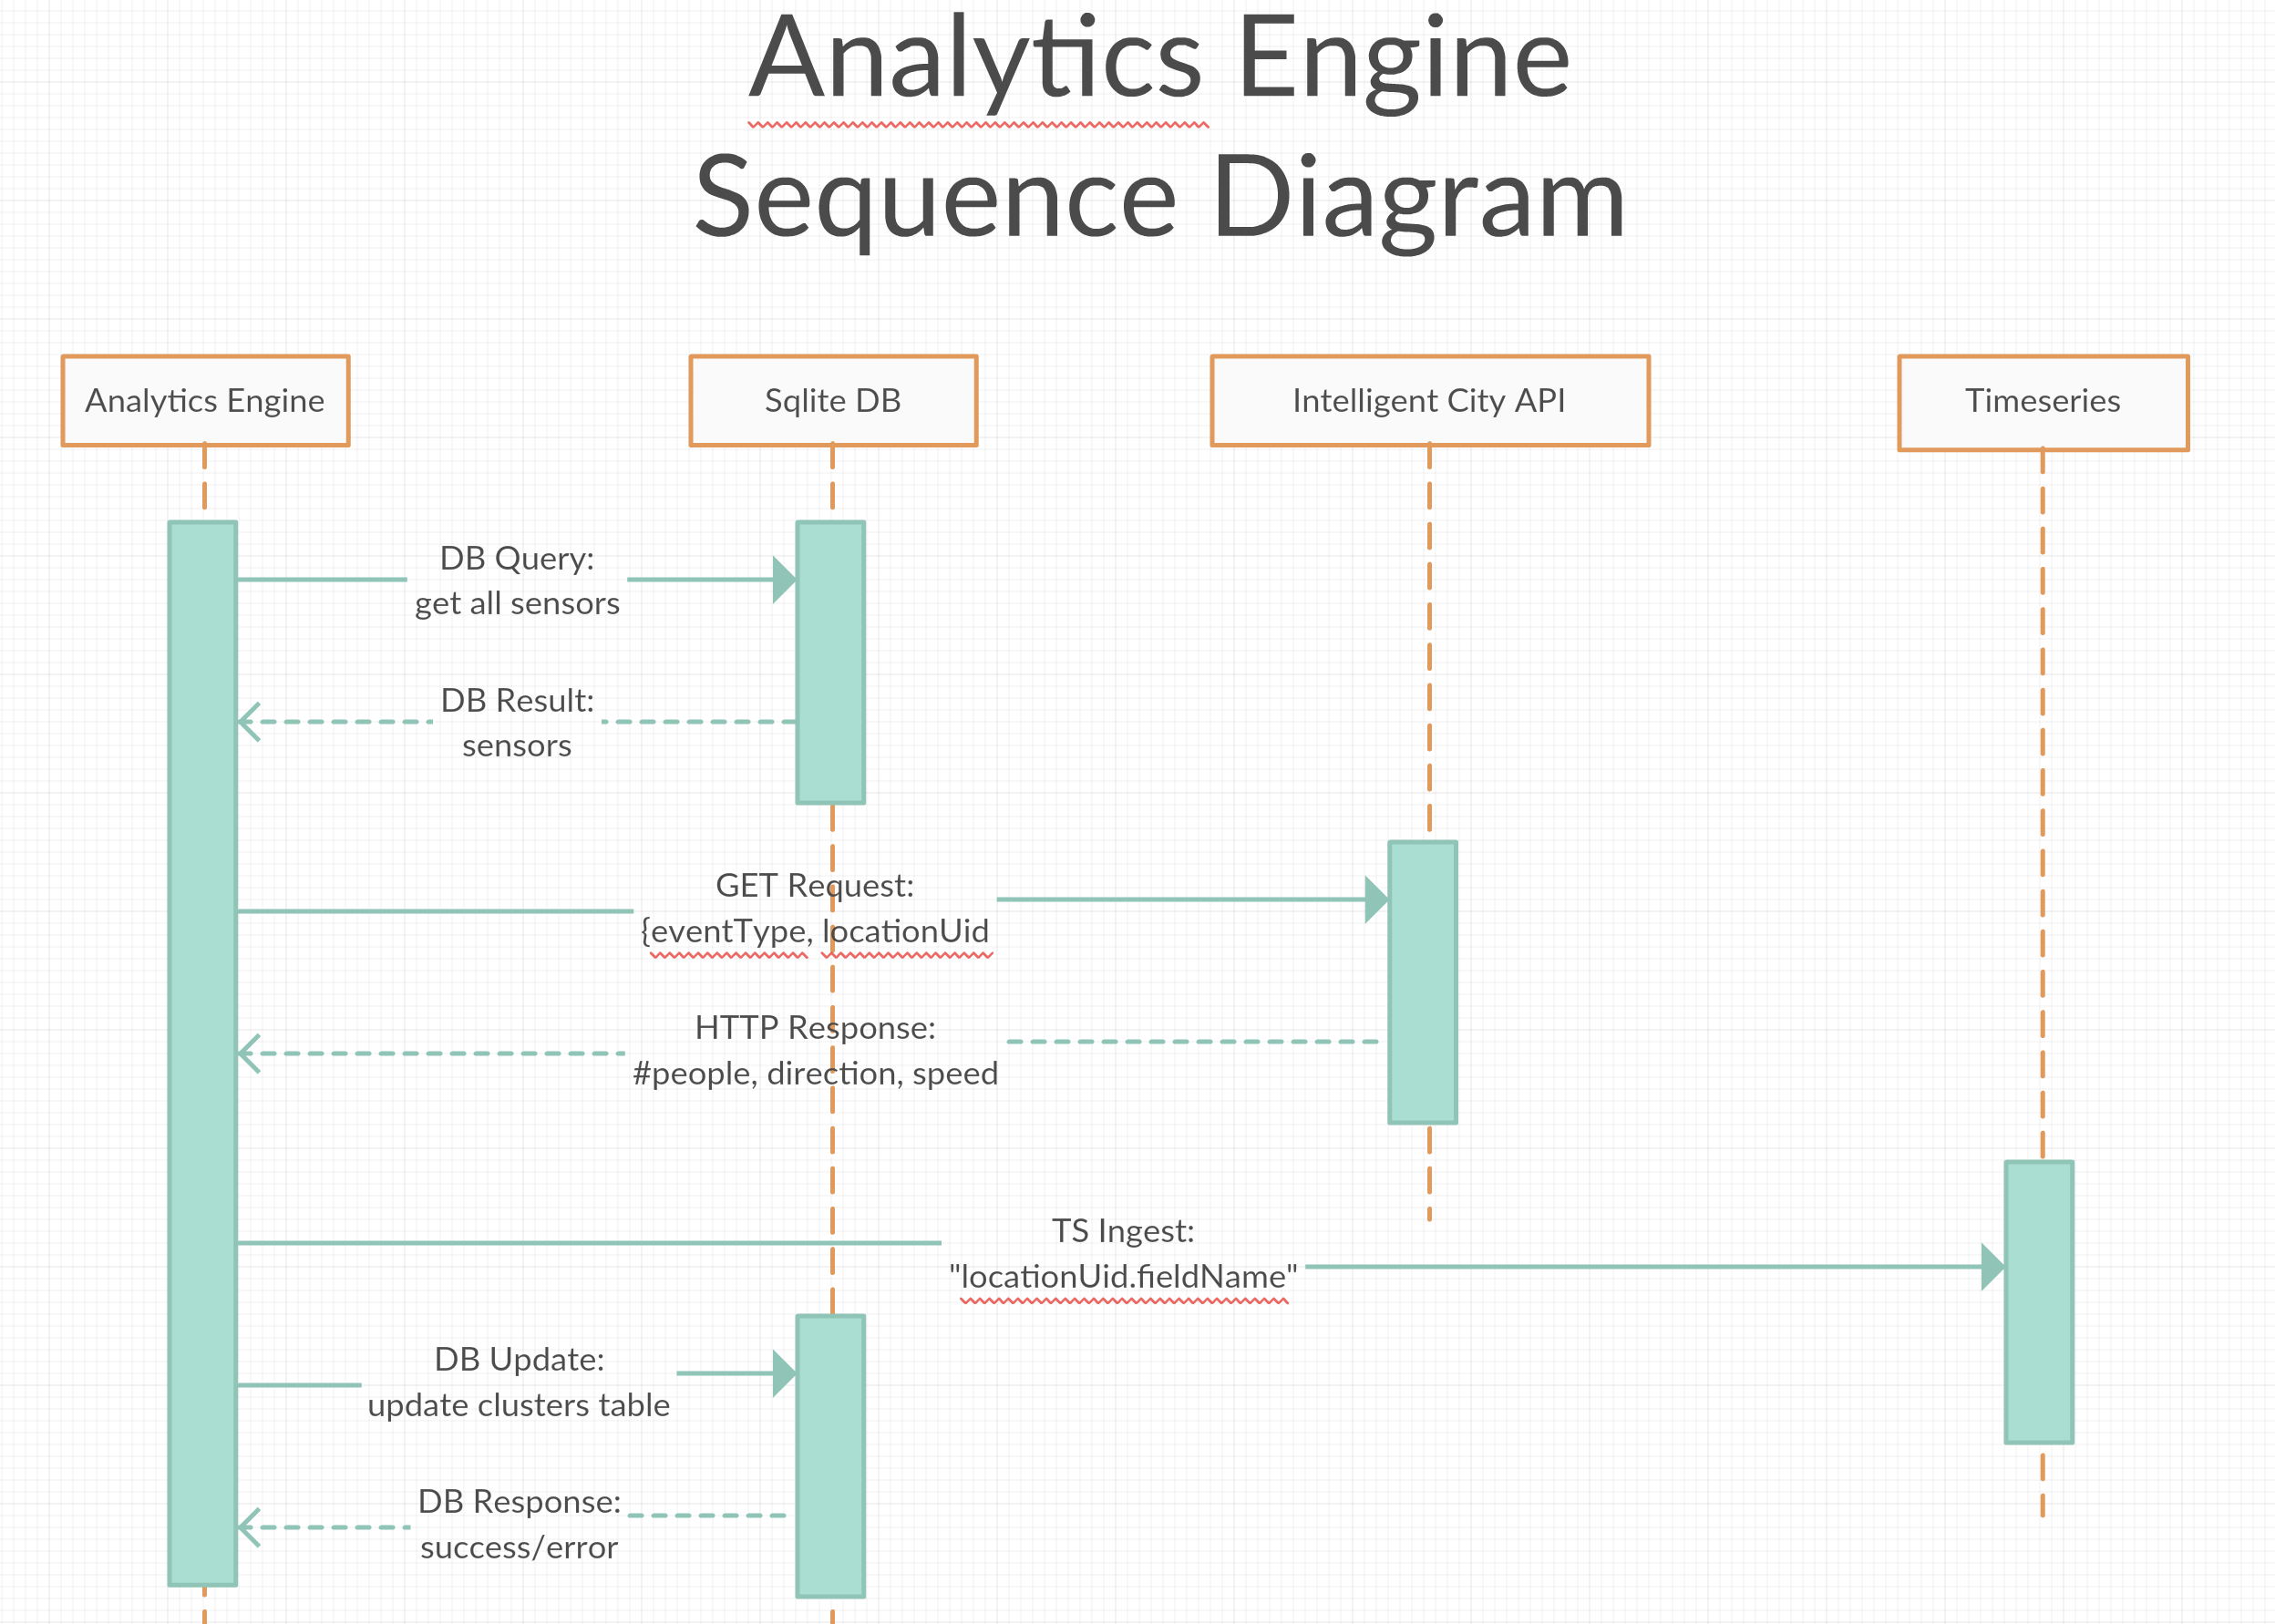 Analytics Engine
Sequence Diagram
Analytics Engine
Sqlite DB
Intelligent City API
Timeseries
DB Query:
get all sensors
DB Result:
sensors
GET Request:
{eventType, locationUid
HTTP Response:
#people, direction, speed
TS Ingest:
"locationUid.fieldName"
DB Update:
update clusters table
DB Response:
success/error